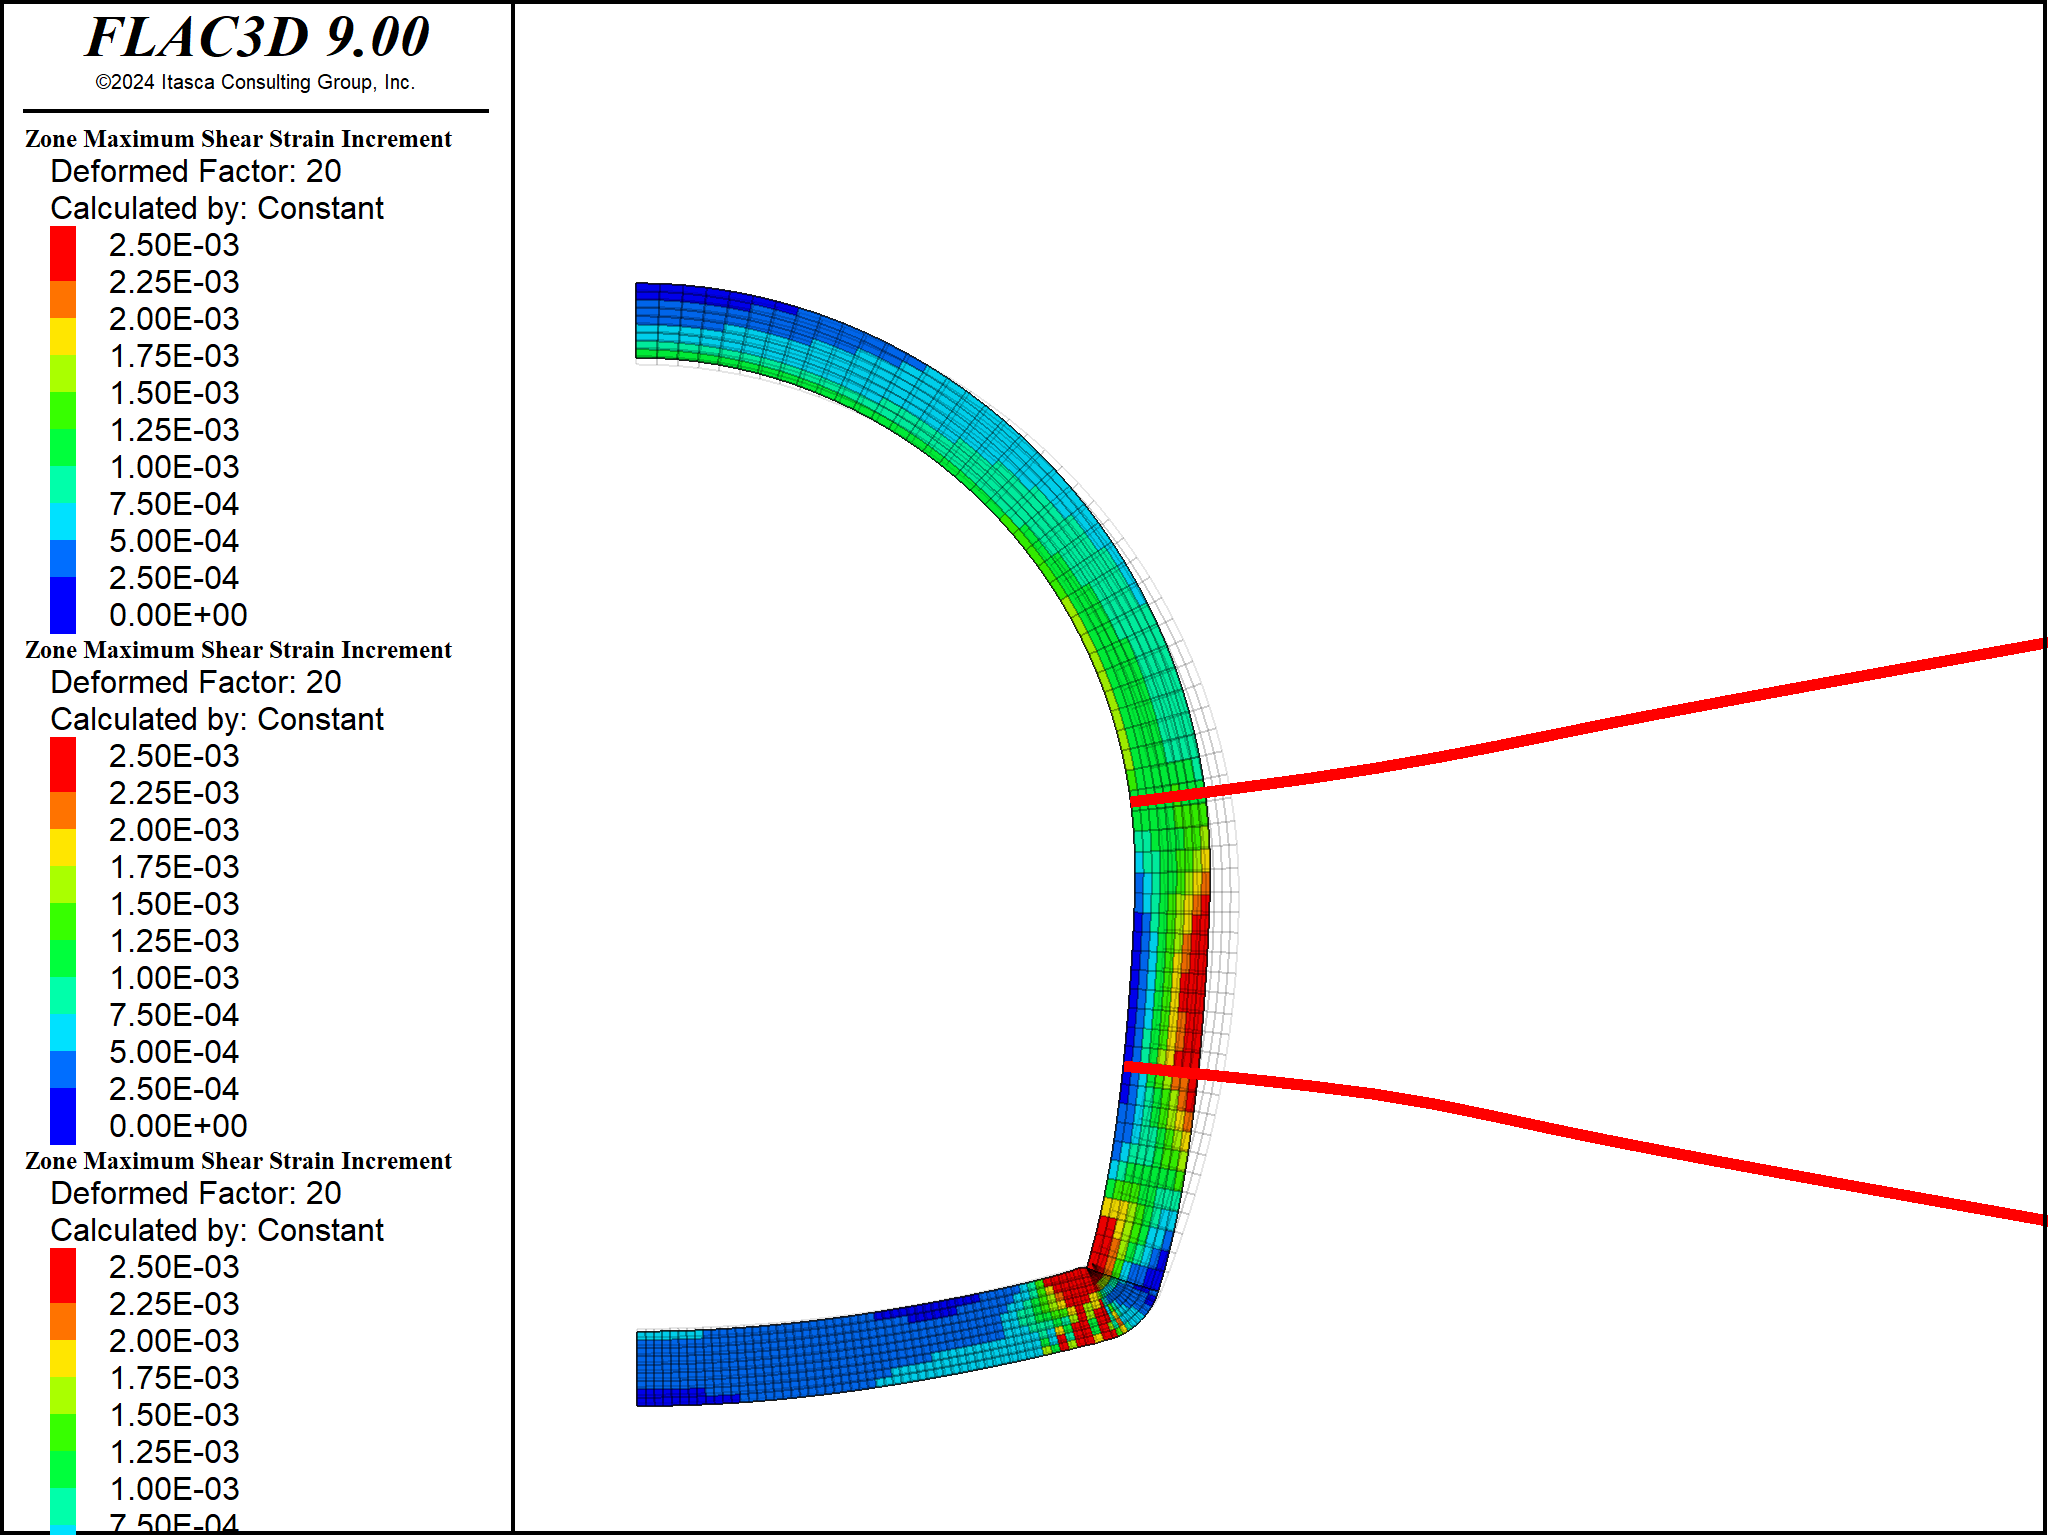 FLAC3D 9.00
©2024 Itasca Consulting Group, Inc.
Zone Maximum Shear Strain Increment
Deformed Factor: 20
Calculated by: Constant
2.50E-03
2.25E-03
2.00E-03
1.75E-03
1.50E-03
1.25E-03
1.00E-03
7.50E-04
5.00E-04
2.50E-04
0.00E+00
Zone Maximum Shear Strain Increment
Deformed Factor: 20
Calculated by: Constant
2.50E-03
2.25E-03
2.00E-03
1.75E-03
1.50E-03
1.25E-03
1.00E-03
7.50E-04
5.00E-04
2.50E-04
0.00E+00
Zone Maximum Shear Strain Increment
Deformed Factor: 20
Calculated by: Constant
2.50E-03
2.25E-03
2.00E-03
1.75E-03
1.50E-03
1.25E-03
1.00E-03
7.50E-04